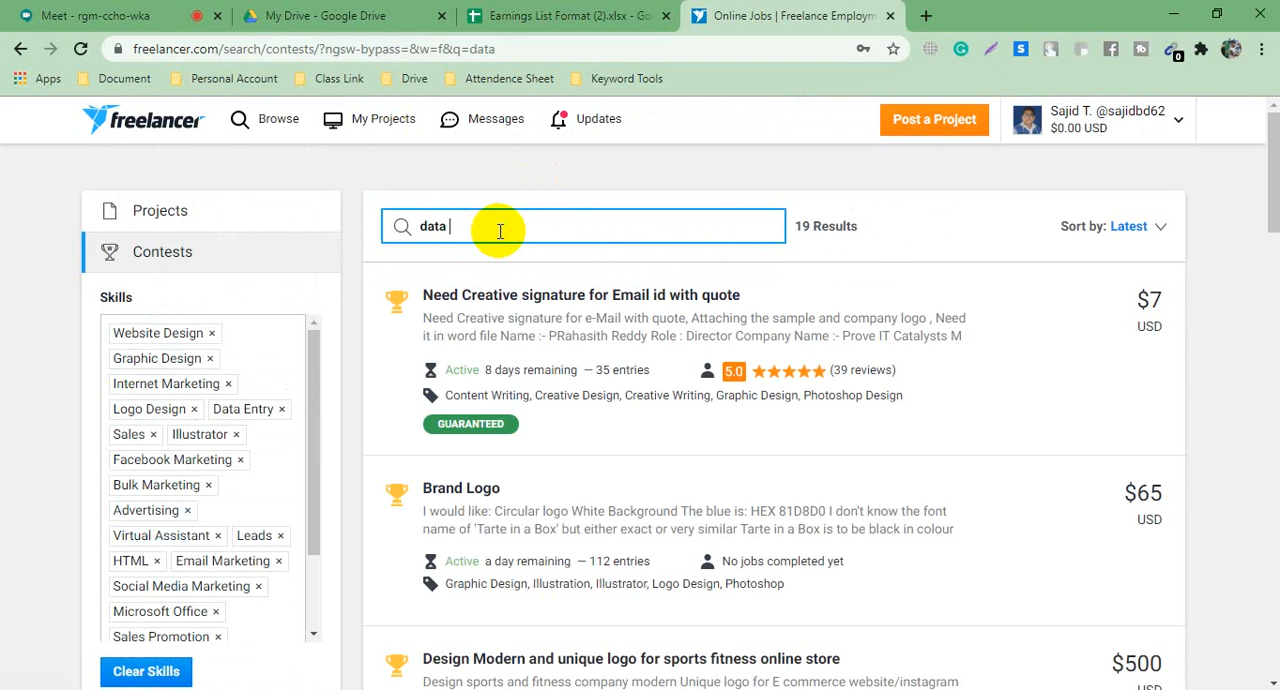 Meet - rgm-ccho-wka
My Drive - Google Drive
Earnings List Format (2).xlsx - Go
Online Jobs | Freelance Employm
freelancer.com/search/contests/?ngsw-bypass=&w=f&q=data
0
Apps
Document
Personal Account
Class Link
Drive
Attendence Sheet
Keyword Tools
freelancer
Browse
My Projects
Messages
Updates
Post a Project
Sajid T. @sajidbd62
$0.00 USD
Projects
Contests
Skills
Website Design ×
Graphic Design ×
Internet Marketing ×
Logo Design × Data Entry ×
Sales × Illustrator ×
Facebook Marketing ×
Bulk Marketing ×
Advertising ×
Virtual Assistant × Leads ×
HTML × Email Marketing ×
Social Media Marketing ×
Microsoft Office ×
Sales Promotion ×
Clear Skills
data
19 Results
Sort by: Latest
Need Creative signature for Email id with quote
$7
USD
Need Creative signature for e-Mail with quote, Attaching the sample and company logo , Need
it in word file Name :- PRahasith Reddy Role : Director Company Name :- Prove IT Catalysts M
Active 8 days remaining — 35 entries
5.0 (39 reviews)
Content Writing, Creative Design, Creative Writing, Graphic Design, Photoshop Design
GUARANTEED
Brand Logo
$65
USD
I would like: Circular logo White Background The blue is: HEX 81D8D0 I don't know the font
name of 'Tarte in a Box' but either exact or very similar Tarte in a Box is to be black in colour
Active a day remaining — 112 entries
No jobs completed yet
Graphic Design, Illustration, Illustrator, Logo Design, Photoshop
Design Modern and unique logo for sports fitness online store
$500
USD
Design sports and fitness company modern Unique logo for E commerce website/instagram